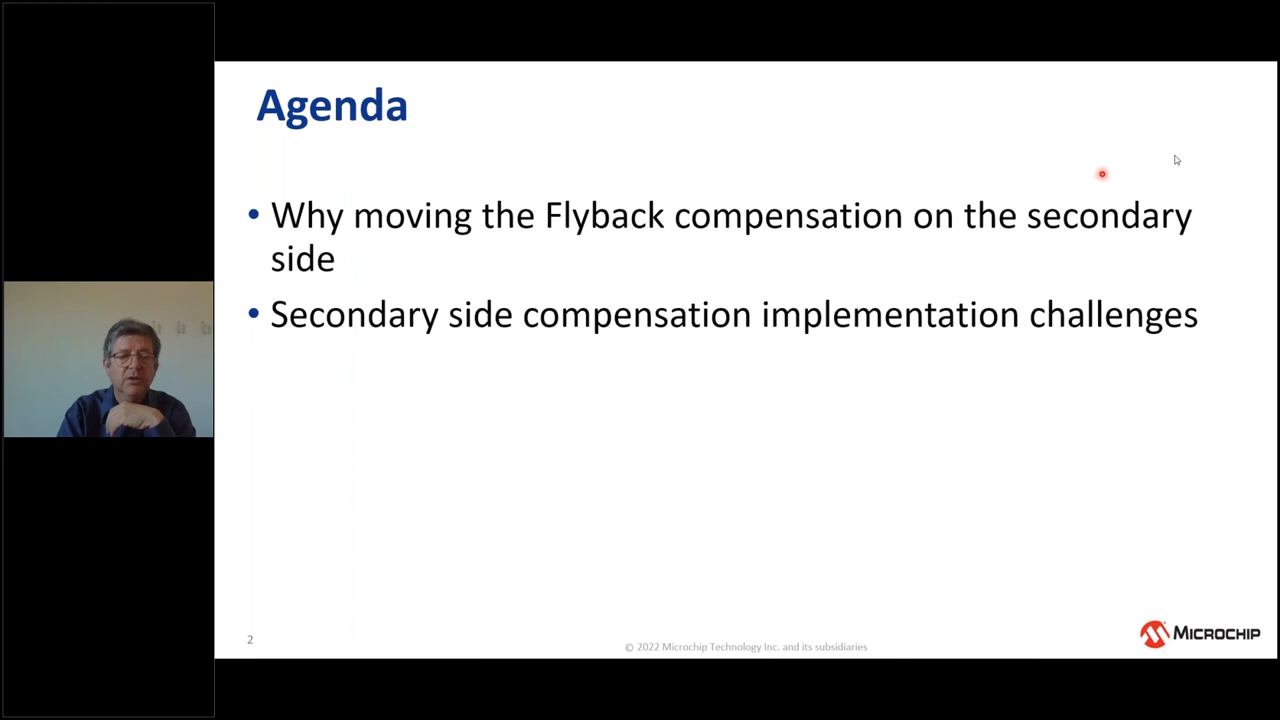 Agenda
• Why moving the Flyback compensation on the secondary
side
• Secondary side compensation implementation challenges
2
© 2022 Microchip Technology Inc. and its subsidiaries
MICROCHIP